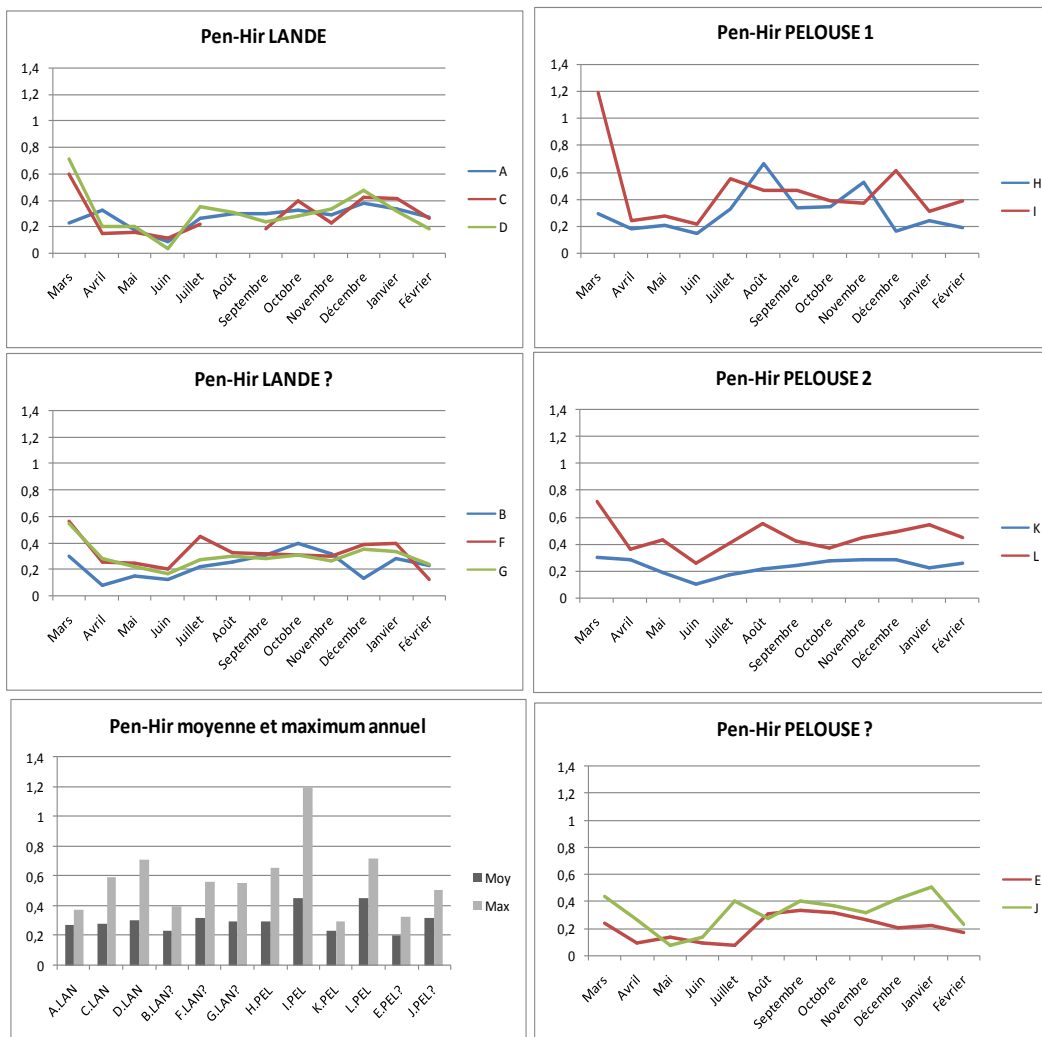 Pen-Hir LANDE
1,4
1,2
1
0,8
0,6
0,4
0,2
0
Mars
Avril
Mai
Juin
Juillet
Août
Septembre
Octobre
Novembre
Décembre
Janvier
Février
A
C
D
Pen-Hir PELOUSE 1
1,4
1,2
1
0,8
0,6
0,4
0,2
0
Mars
Avril
Mai
Juin
Juillet
Août
Septembre
Octobre
Novembre
Décembre
Janvier
Février
H
I
Pen-Hir LANDE ?
1,4
1,2
1
0,8
0,6
0,4
0,2
0
Mars
Avril
Mai
Juin
Juillet
Août
Septembre
Octobre
Novembre
Décembre
Janvier
Février
B
F
G
Pen-Hir PELOUSE 2
1,4
1,2
1
0,8
0,6
0,4
0,2
0
Mars
Avril
Mai
Juin
Juillet
Août
Septembre
Octobre
Novembre
Décembre
Janvier
Février
K
L
Pen-Hir moyenne et maximum annuel
1,4
1,2
1
0,8
0,6
0,4
0,2
0
A.LAN
C.LAN
D.LAN
B.LAN?
F.LAN?
G.LAN?
H.PEL
I.PEL
K.PEL
L.PEL
E.PEL?
J.PEL?
Moy
Max
Pen-Hir PELOUSE ?
1,4
1,2
1
0,8
0,6
0,4
0,2
0
Mars
Avril
Mai
Juin
Juillet
Août
Septembre
Octobre
Novembre
Décembre
Janvier
Février
E
J